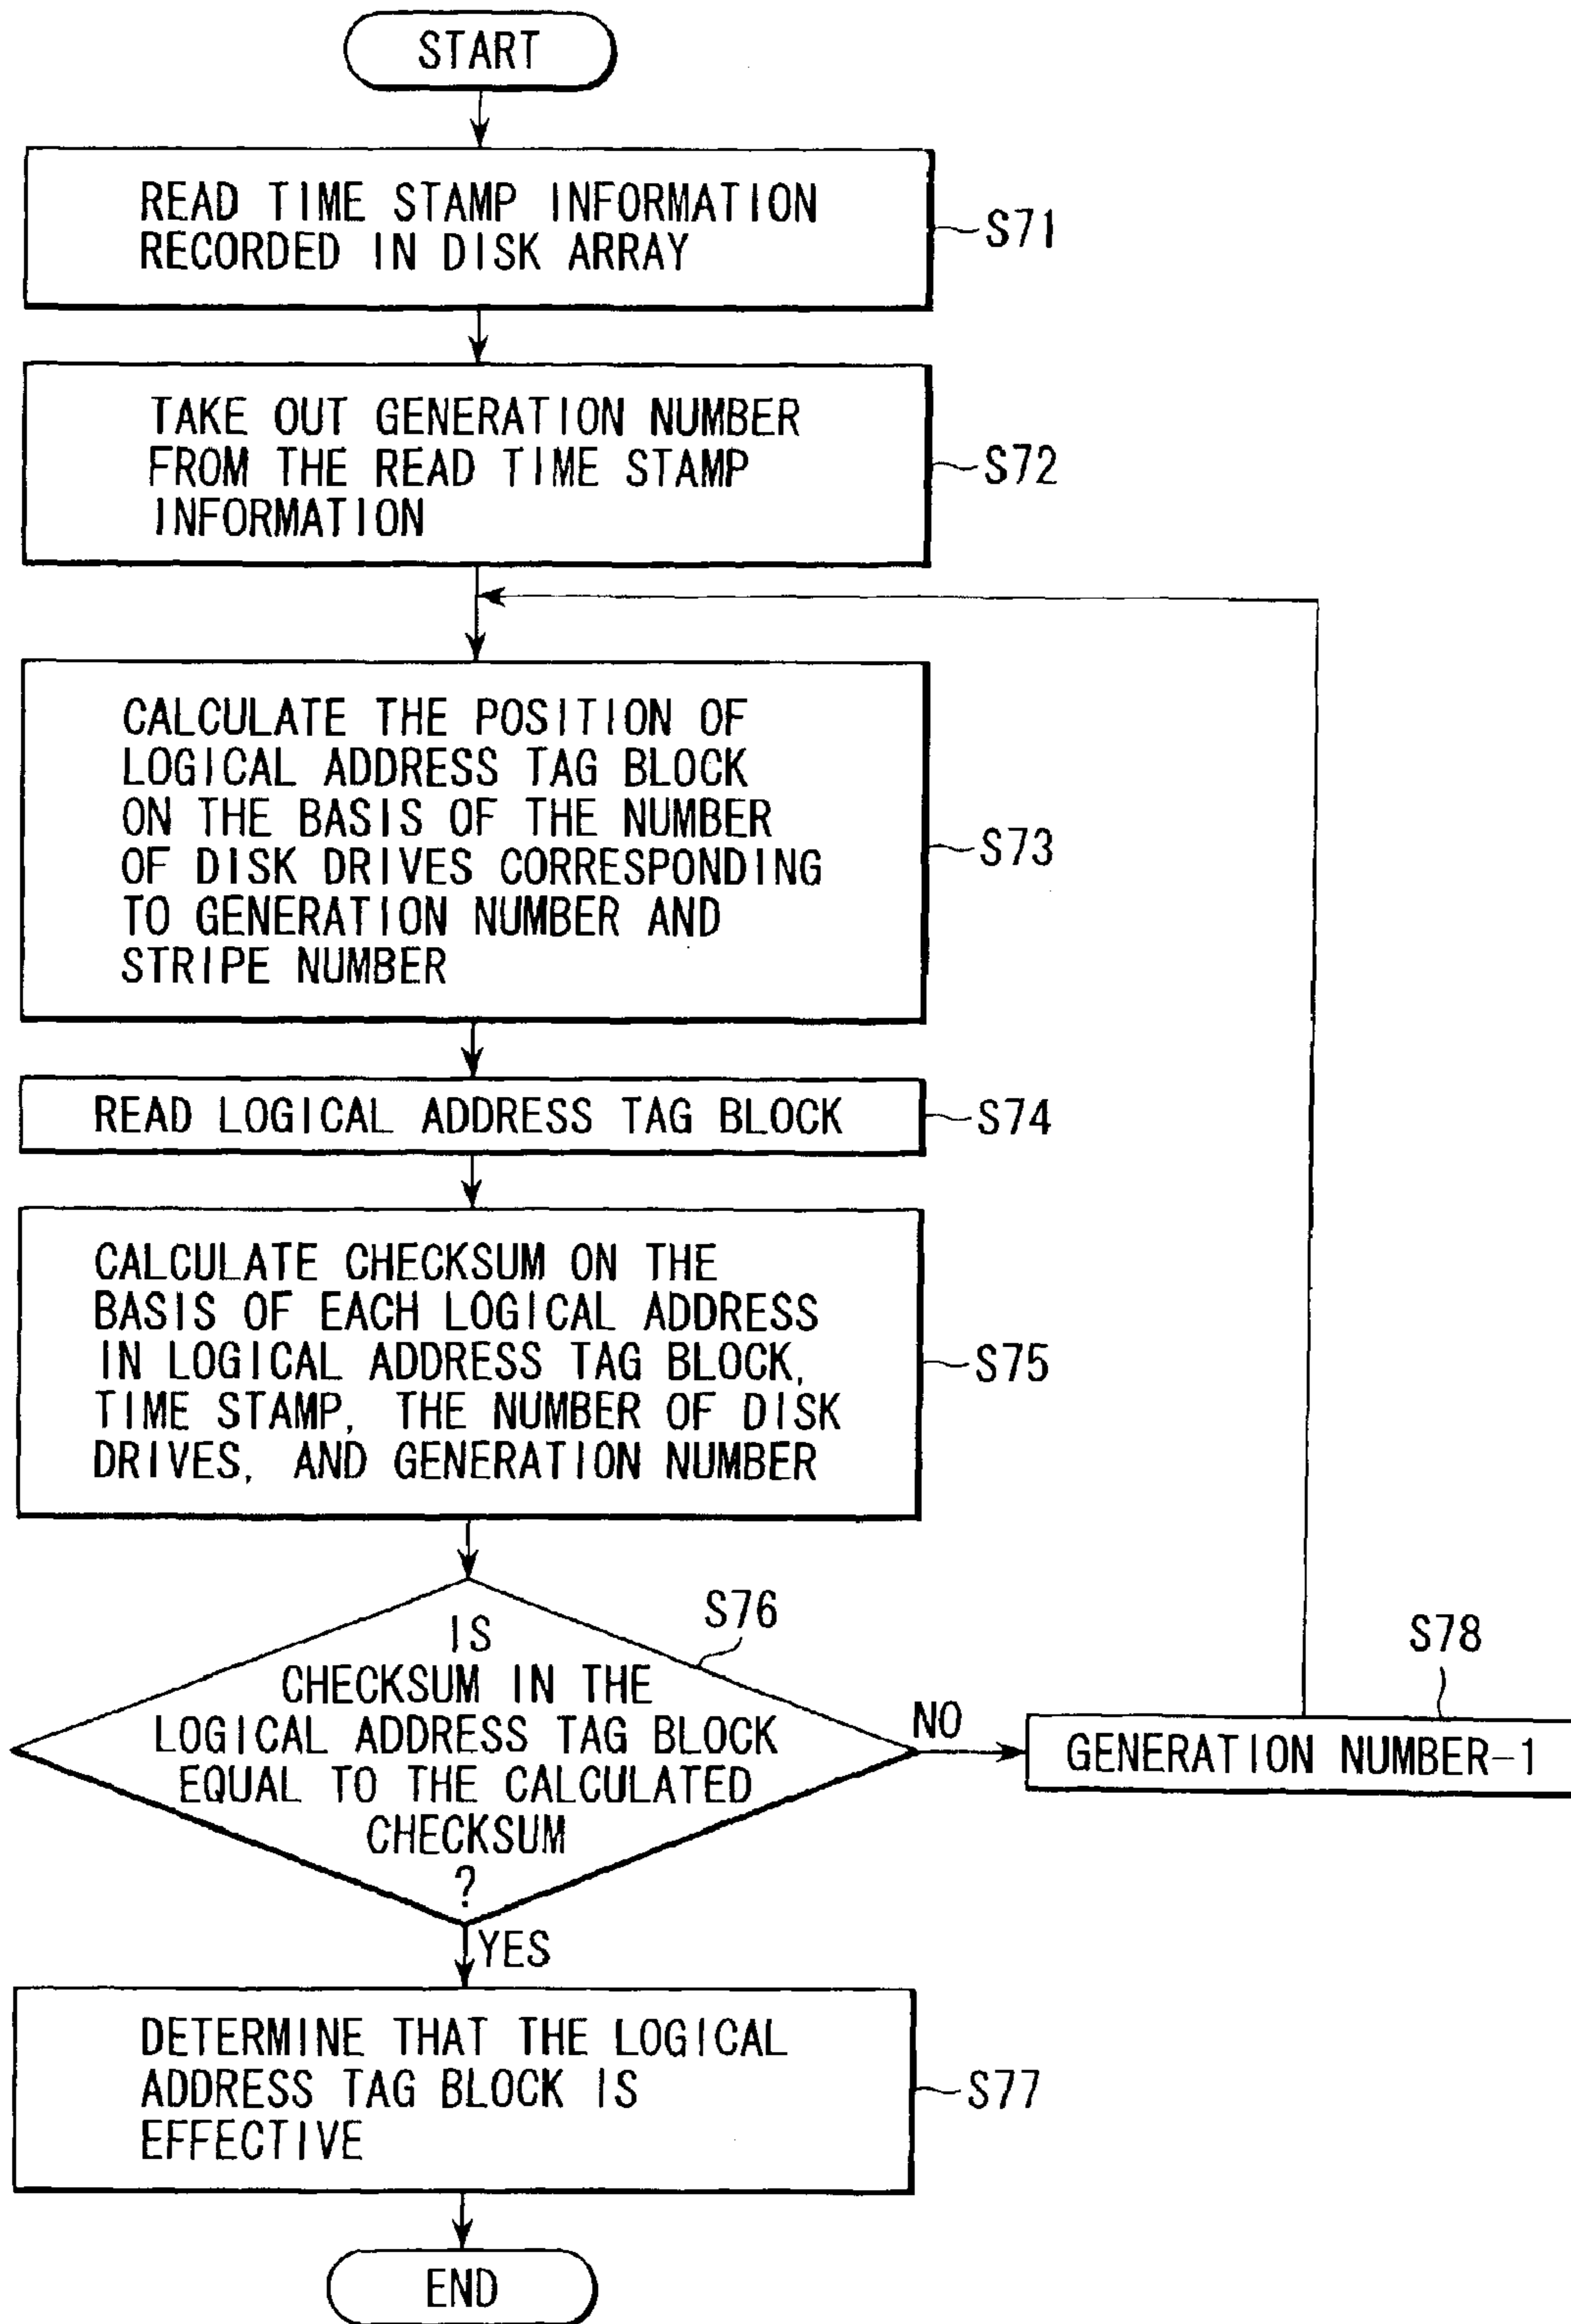 START
READ TIME STAMP INFORMATION
RECORDED IN DISK ARRAY
S71
TAKE OUT GENERATION NUMBER
FROM THE READ TIME STAMP
INFORMATION
S72
CALCULATE THE POSITION OF
LOGICAL ADDRESS TAG BLOCK
ON THE BASIS OF THE NUMBER
OF DISK DRIVES CORRESPONDING
TO GENERATION NUMBER AND
STRIPE NUMBER
S73
READ LOGICAL ADDRESS TAG BLOCK
S74
CALCULATE CHECKSUM ON THE
BASIS OF EACH LOGICAL ADDRESS
IN LOGICAL ADDRESS TAG BLOCK,
TIME STAMP, THE NUMBER OF DISK
DRIVES, AND GENERATION NUMBER
S75
S76
IS
CHECKSUM IN THE
LOGICAL ADDRESS TAG BLOCK
EQUAL TO THE CALCULATED
CHECKSUM
?
NO
S78
GENERATION NUMBER-1
YES
DETERMINE THAT THE LOGICAL
ADDRESS TAG BLOCK IS
EFFECTIVE
S77
END